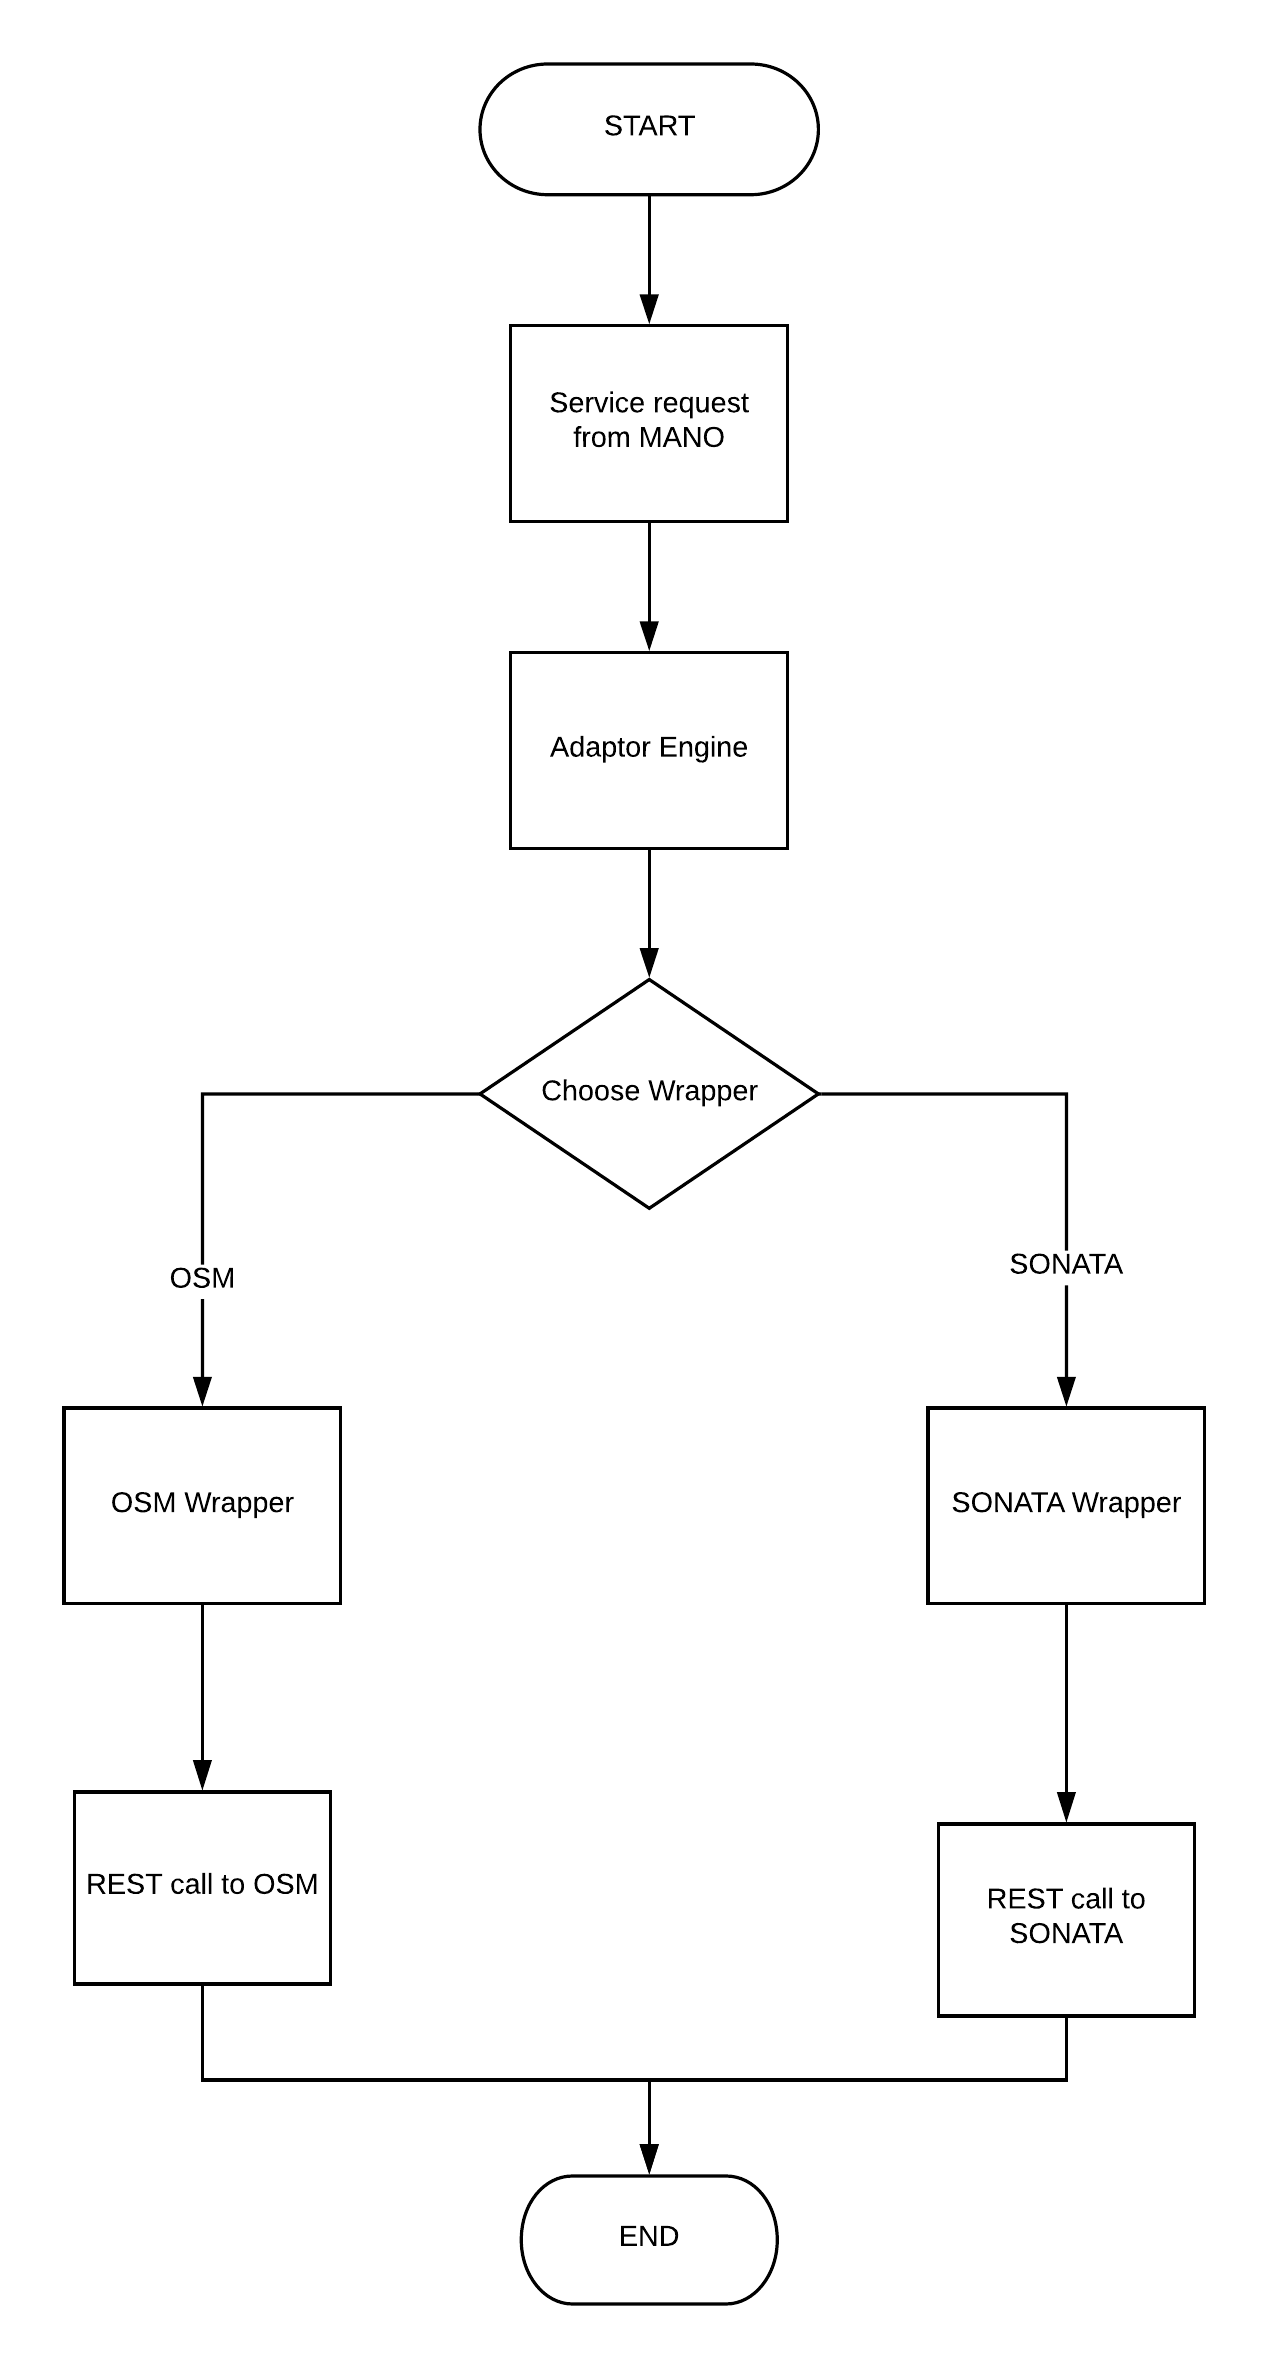 START
Service request
from MANO
Adaptor Engine
Choose Wrapper
OSM
SONATA
OSM Wrapper
SONATA Wrapper
REST call to OSM
REST call to
SONATA
END